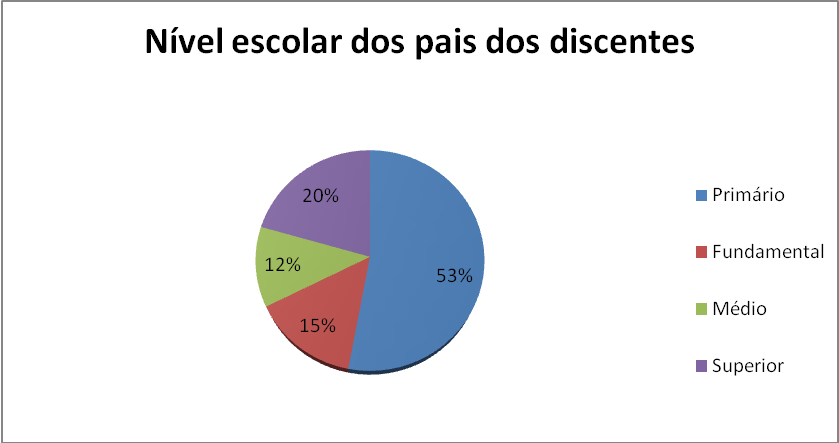 Nível escolar dos pais dos discentes
20%
12%
53%
15%
Primário
Fundamental
Médio
Superior